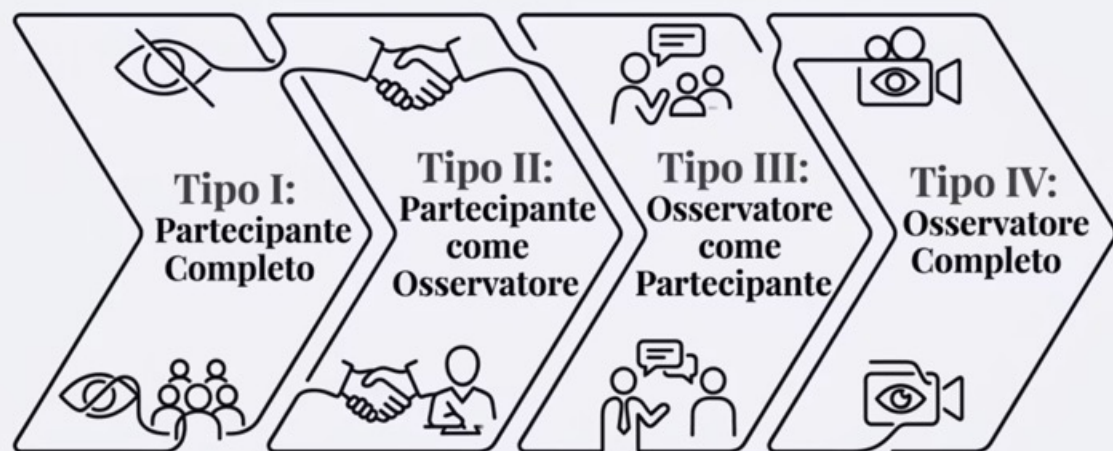 Tipo I:
Partecipante
Completo
Tipo II:
Partecipante
come
Osservatore
Tipo III:
Osservatore
come
Partecipante
Tipo IV:
Osservatore
Completo